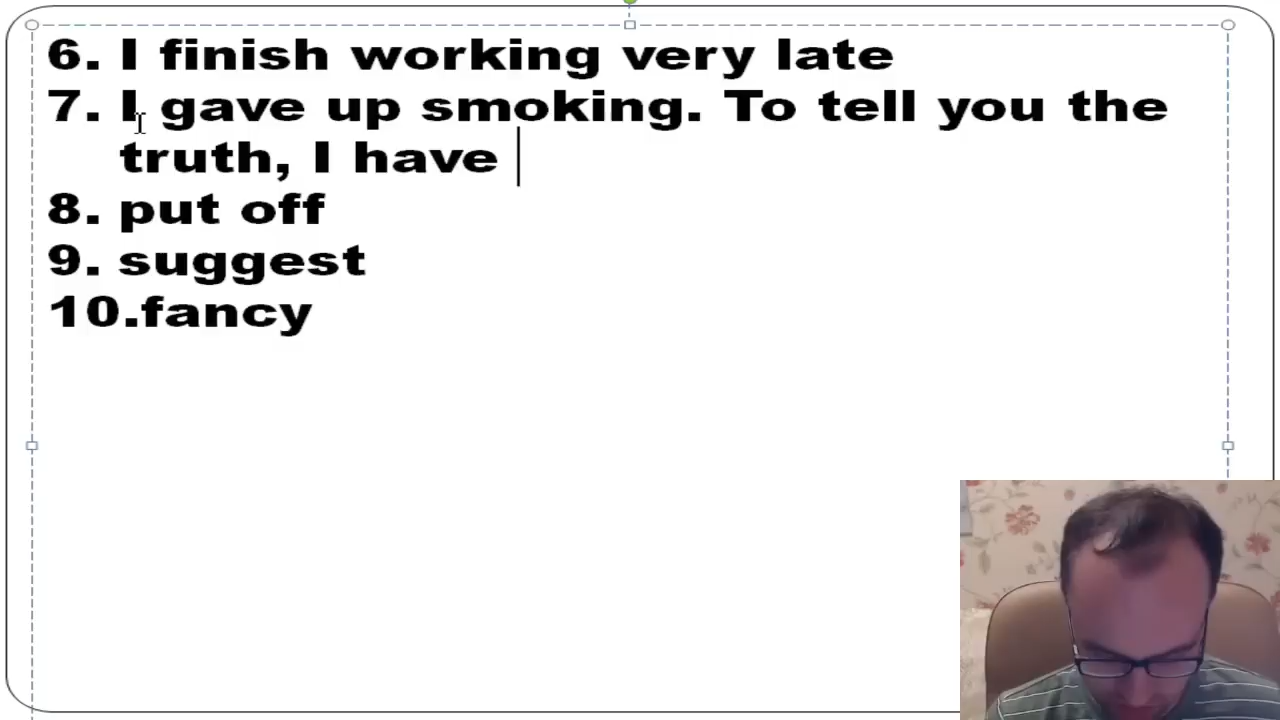 6. I finish working very late
7. I gave up smoking. To tell you the
truth, I have
8. put off
9. suggest
10.fancy